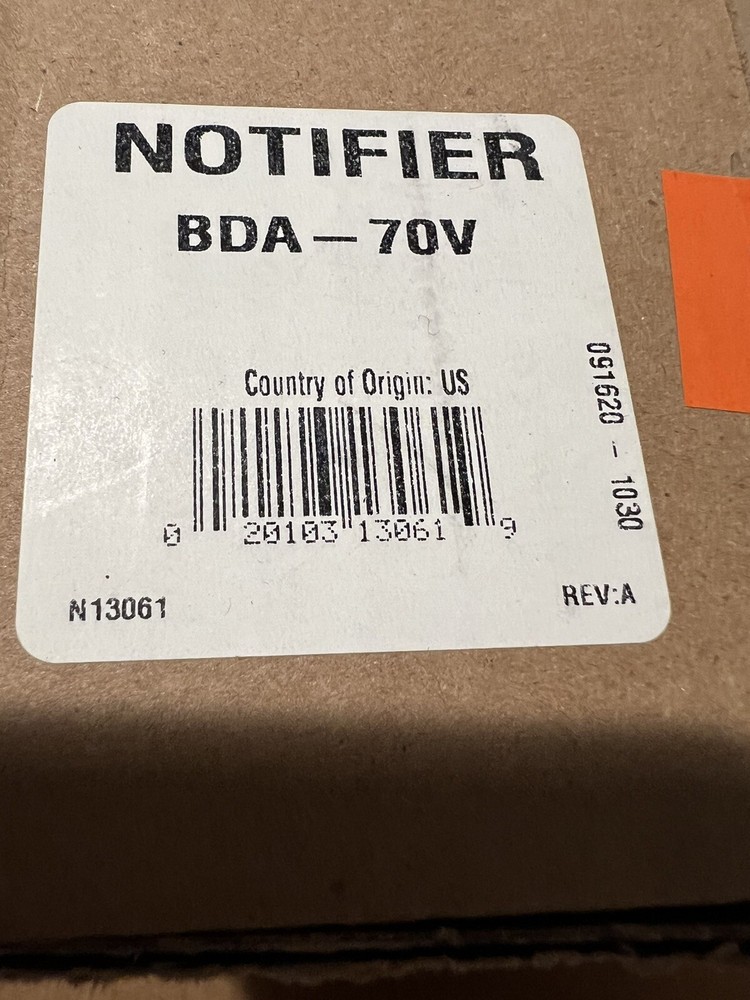 NOTIFIER
BDA – 70V
Country of Origin: US
0 20103 13061 9
N13061
REV:A
091620 - 1030